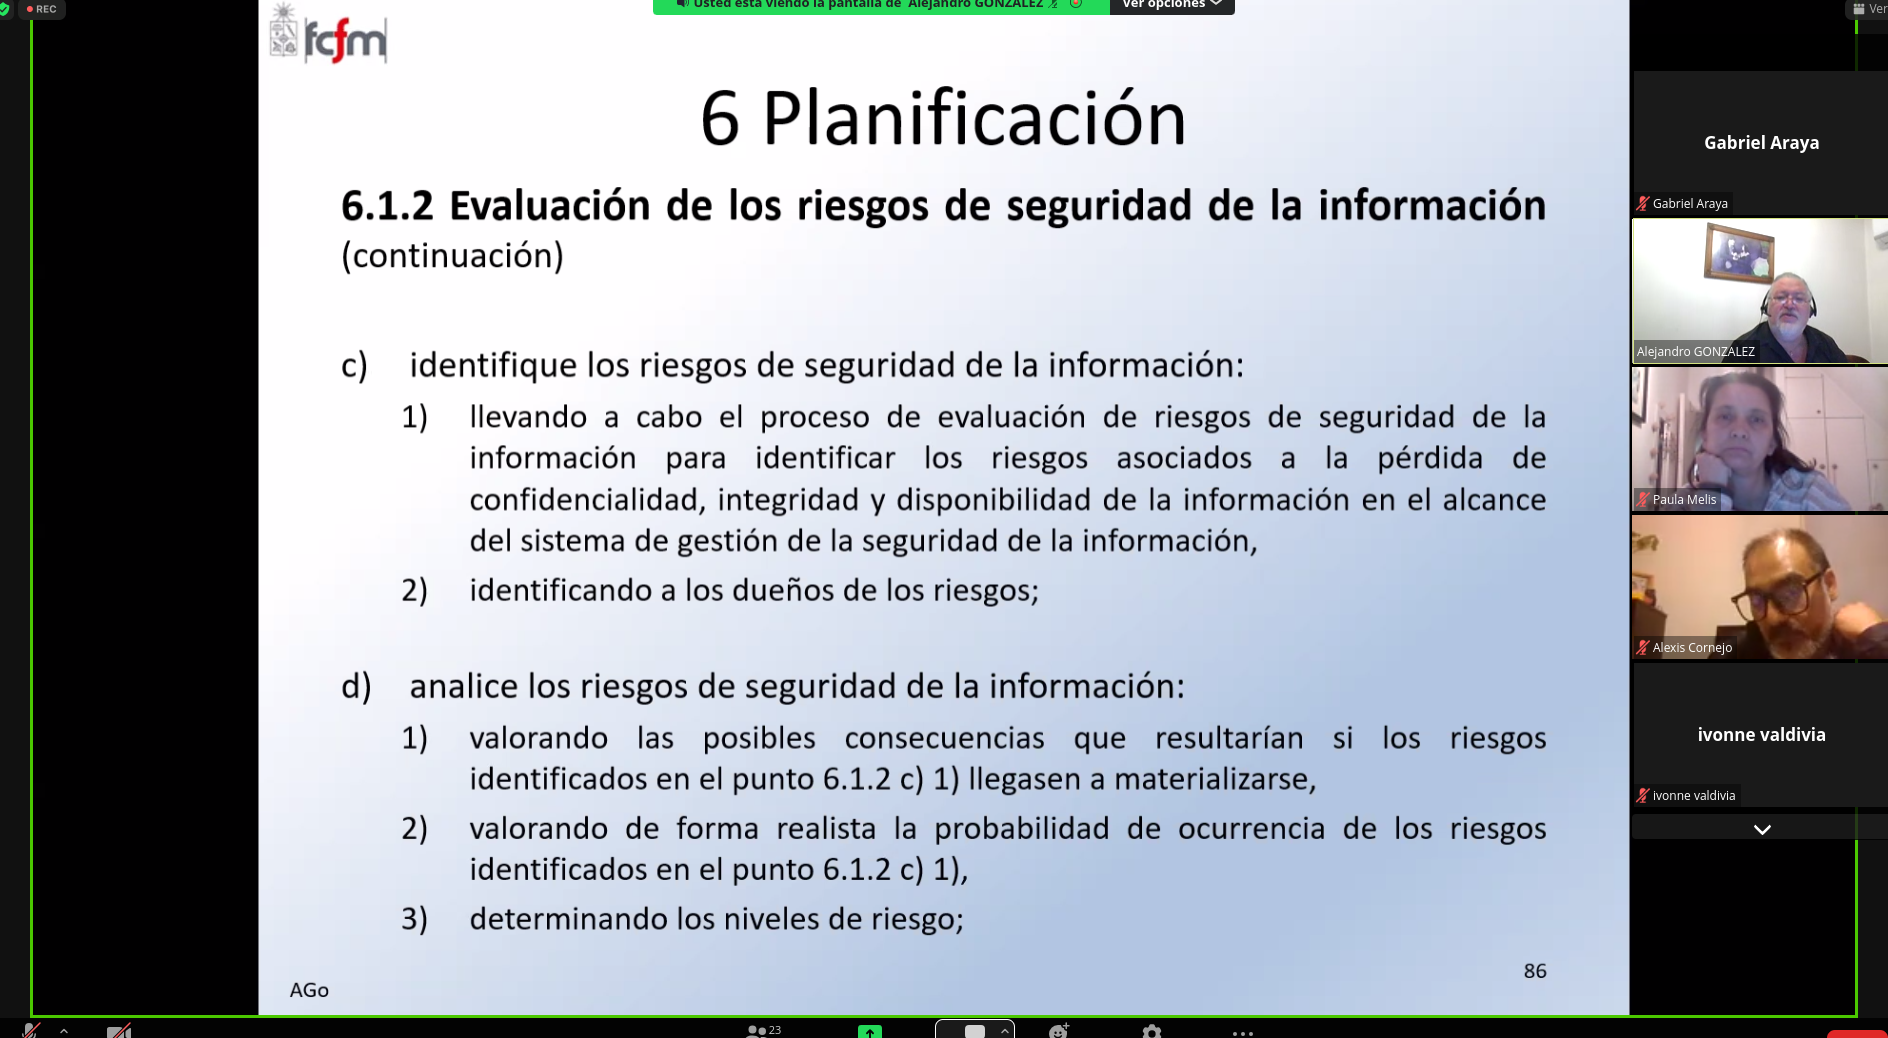 REC
Usted está viendo la pantalla de Alejandro GONZALEZ
Ver opciones
Ver
fcfm
6 Planificación
6.1.2 Evaluación de los riesgos de seguridad de la información
(continuación)
c) identifique los riesgos de seguridad de la información:
1) llevando a cabo el proceso de evaluación de riesgos de seguridad de la
información para identificar los riesgos asociados a la pérdida de
confidencialidad, integridad y disponibilidad de la información en el alcance
del sistema de gestión de la seguridad de la información,
2) identificando a los dueños de los riesgos;
d) analice los riesgos de seguridad de la información:
1) valorando las posibles consecuencias que resultarían si los riesgos
identificados en el punto 6.1.2 c) 1) llegasen a materializarse,
2) valorando de forma realista la probabilidad de ocurrencia de los riesgos
identificados en el punto 6.1.2 c) 1),
3) determinando los niveles de riesgo;
86
AGo
Gabriel Araya
Gabriel Araya
Alejandro GONZALEZ
Paula Melis
Alexis Cornejo
ivonne valdivia
ivonne valdivia
23